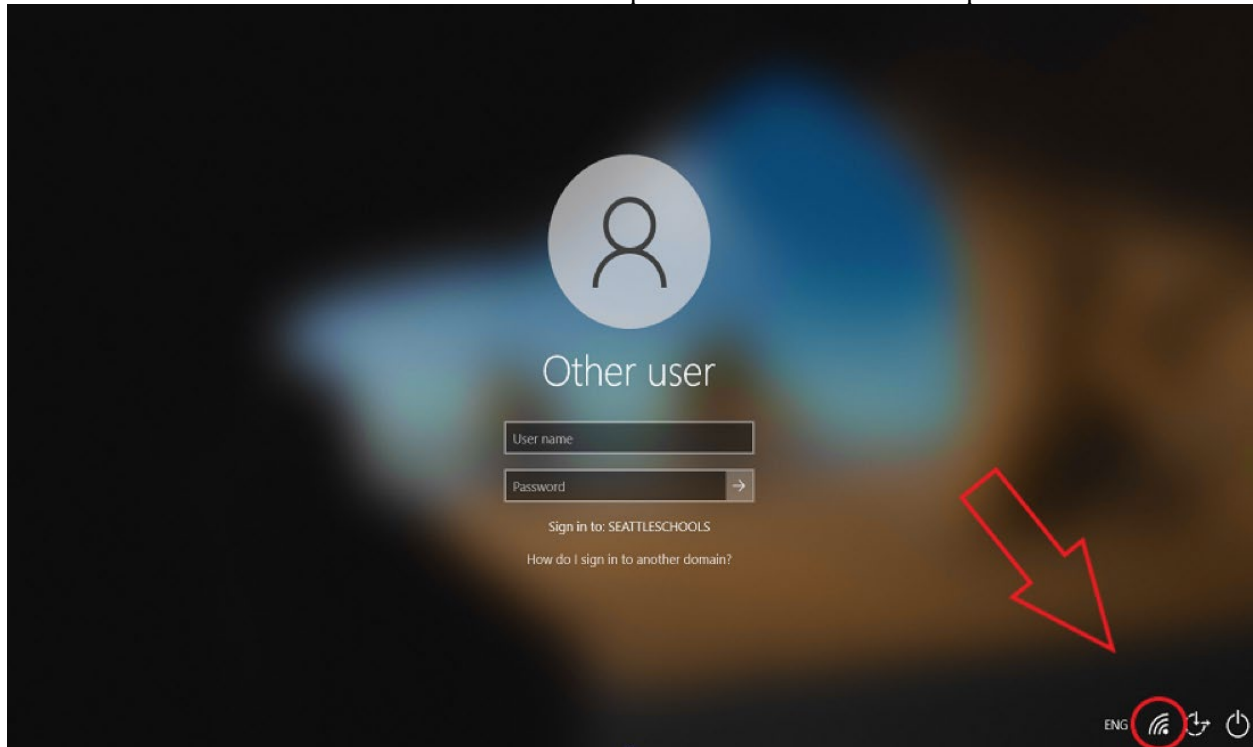 Other user
User name
Password
Sign in to: SEATTLESCHOOLS
How do I sign in to another domain?
ENG